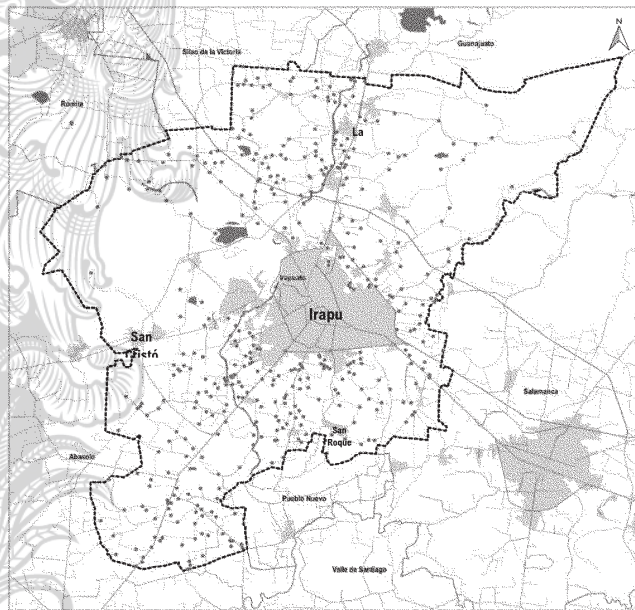 N
Silao de la Victoria
Guanajuato
Romita
La
Irapuato
Irapu
San
Cristó
Salamanca
San
Roque
Abasolo
Pueblo Nuevo
Valle de Santiago